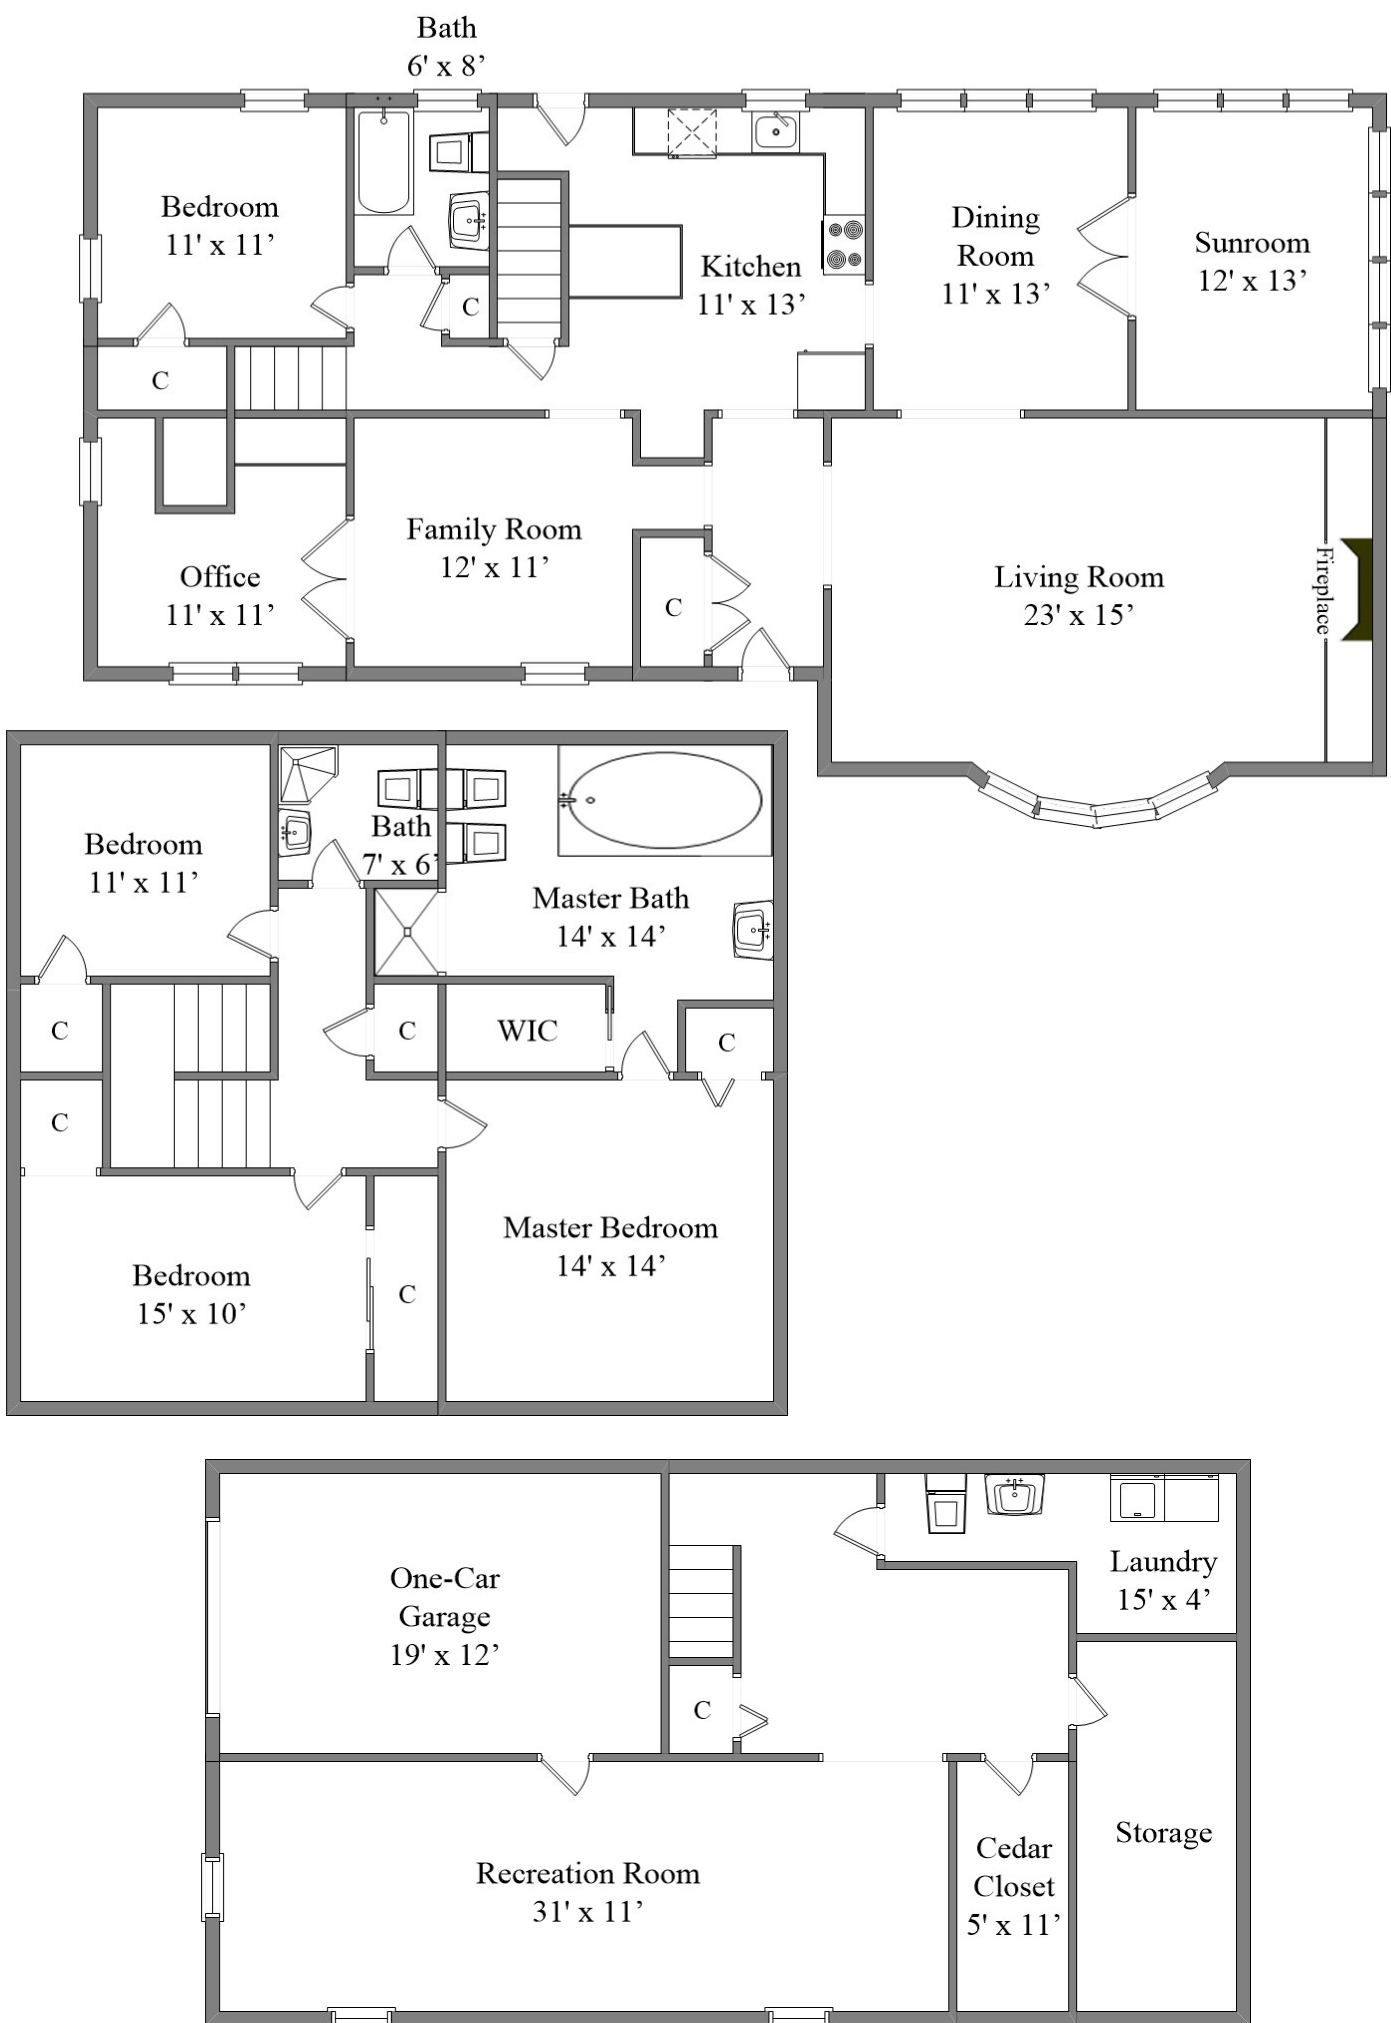 Bath
6' x 8’
Bedroom
11' x 11’
C
C
Kitchen
11' x 13’
Dining
Room
11' x 13’
Sunroom
12' x 13’
Office
11' x 11’
Family Room
12' x 11’
C
Living Room
23' x 15’
Fireplace
Bedroom
11' x 11’
Bath
7' x 6’
Master Bath
14' x 14’
C
C
WIC
C
C
Master Bedroom
14' x 14’
Bedroom
15' x 10’
C
One-Car
Garage
19' x 12’
Laundry
15' x 4’
C
Recreation Room
31' x 11’
Cedar
Closet
5' x 11’
Storage